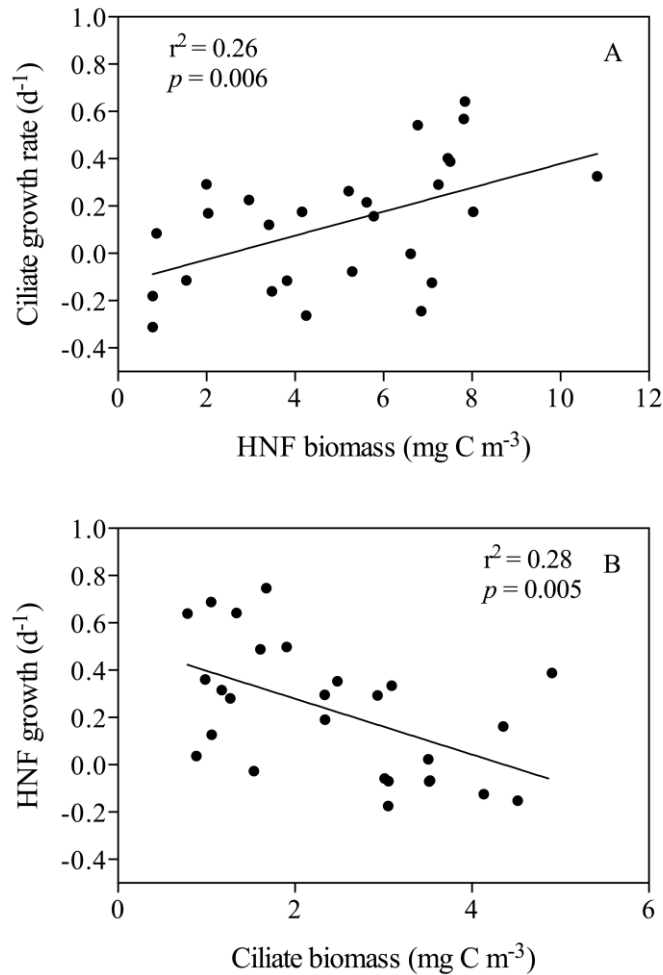 1.0
0.8
0.6
0.4
0.2
0.0
-0.2
-0.4
Ciliate growth rate (d⁻¹)
r² = 0.26
p = 0.006
A
0 2 4 6 8 10 12
HNF biomass (mg C m⁻³)
1.0
0.8
0.6
0.4
0.2
0.0
-0.2
-0.4
HNF growth (d⁻¹)
r² = 0.28
p = 0.005
B
0 2 4 6
Ciliate biomass (mg C m⁻³)